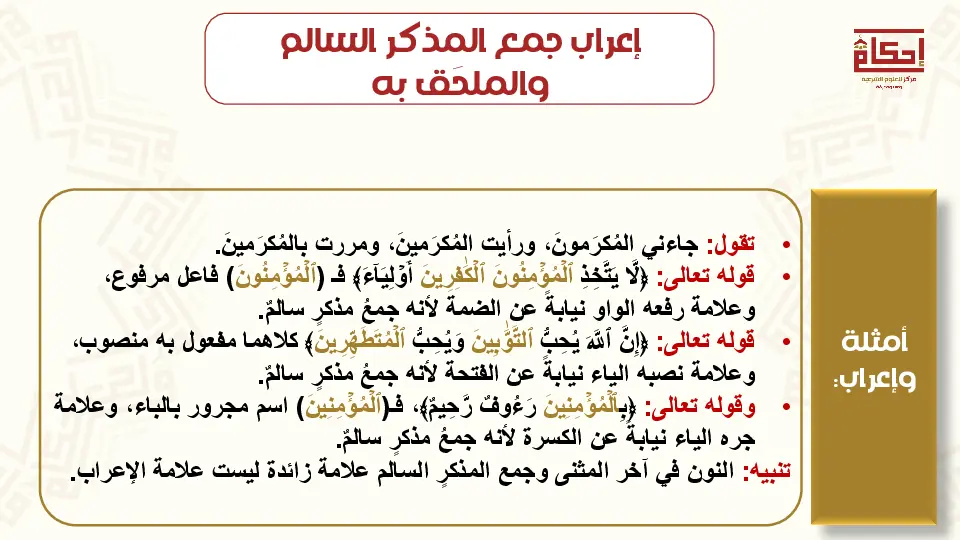 إعراب جمع المذكر السالم
والملحَق به
إحكام
مركز للعلوم الشرعية
أمثلة
وإعراب:
• تقول: جاءني المُكرَمونَ، ورأيت المُكرَمينَ، ومررت بالمُكرَمينَ.
• قوله تعالى: ﴿لَّا يَتَّخِذِ ٱلۡمُؤۡمِنُونَ ٱلۡكَٰفِرِينَ أَوۡلِيَآءَ﴾ فـ (ٱلۡمُؤۡمِنُونَ) فاعل مرفوع،
وعلامة رفعه الواو نيابةً عن الضمة لأنه جمعُ مذكرٍ سالمٌ.
• قوله تعالى: ﴿إِنَّ ٱللَّهَ يُحِبُّ ٱلتَّوَّٰبِينَ وَيُحِبُّ ٱلۡمُتَطَهِّرِينَ﴾ كلاهما مفعول به منصوب،
وعلامة نصبه الياء نيابةً عن الفتحة لأنه جمعُ مذكرٍ سالمٌ.
• وقوله تعالى: ﴿بِٱلۡمُؤۡمِنِينَ رَءُوفٞ رَّحِيمٞ﴾، فـ(ٱلۡمُؤۡمِنِينَ) اسم مجرور بالباء، وعلامة
جره الياء نيابةً عن الكسرة لأنه جمعُ مذكرٍ سالمٌ.
تنبيه: النون في آخر المثنى وجمع المذكرٍ السالم علامة زائدة ليست علامة الإعراب.